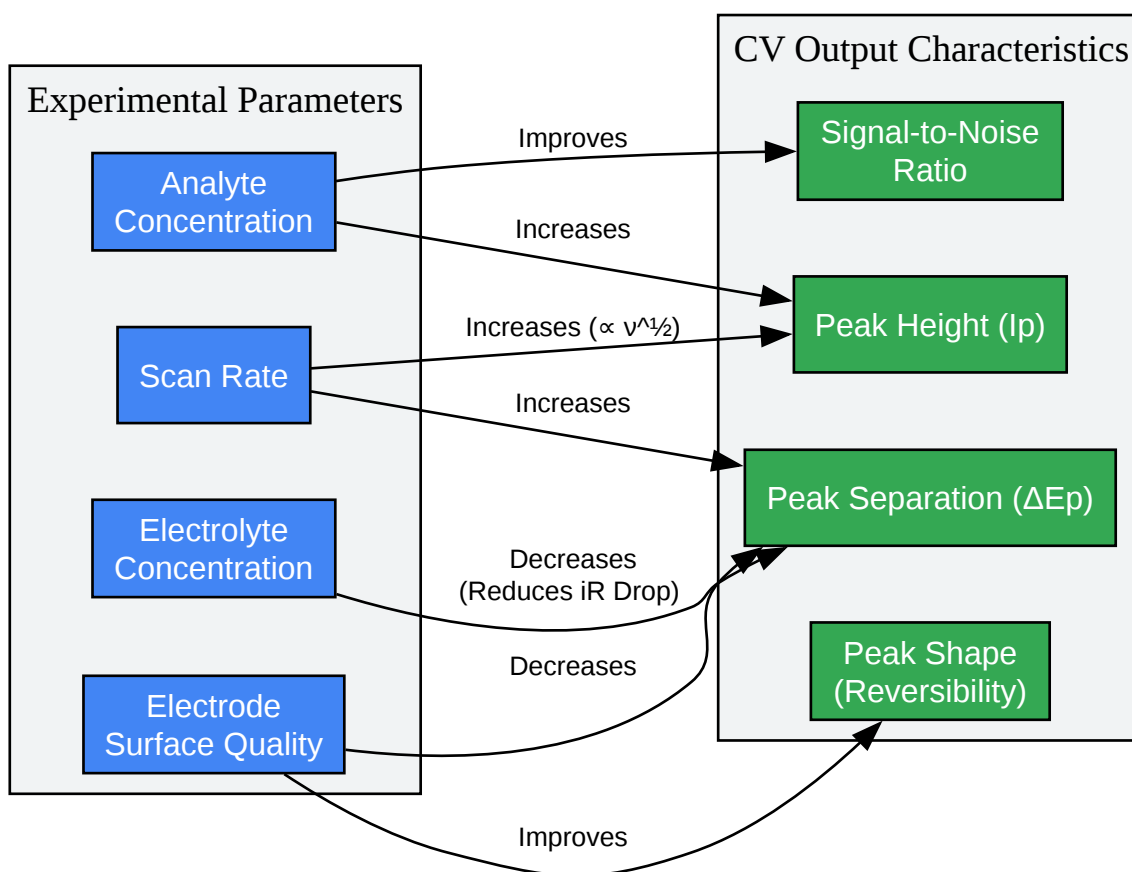 Experimental Parameters
Analyte
Concentration
Scan Rate
Electrolyte
Concentration
Electrode
Surface Quality
Improves
Increases
Increases (∝ ν^½)
Increases
Decreases
(Reduces iR Drop)
Decreases
Improves
CV Output Characteristics
Signal-to-Noise
Ratio
Peak Height (Ip)
Peak Separation (ΔEp)
Peak Shape
(Reversibility)